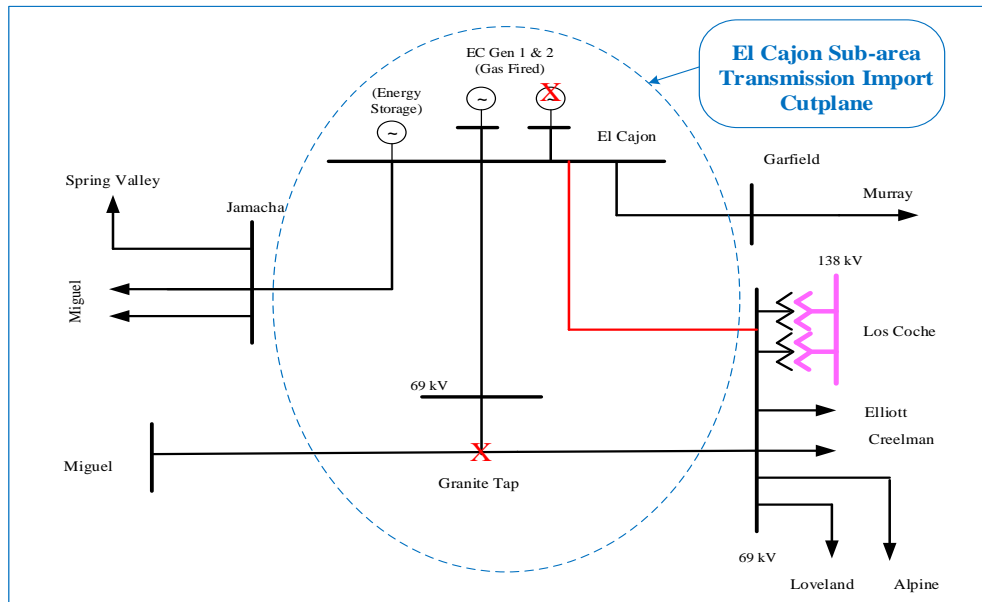 El Cajon Sub-area
Transmission Import
Cutplane
EC Gen 1 & 2
(Gas Fired)
(Energy
Storage)
~
~
~
X
El Cajon
Garfield
Spring Valley
Murray
Jamacha
138 kV
Miguel
Los Coche
69 kV
Elliott
Creelman
X
Miguel
Granite Tap
69 kV
Loveland
Alpine